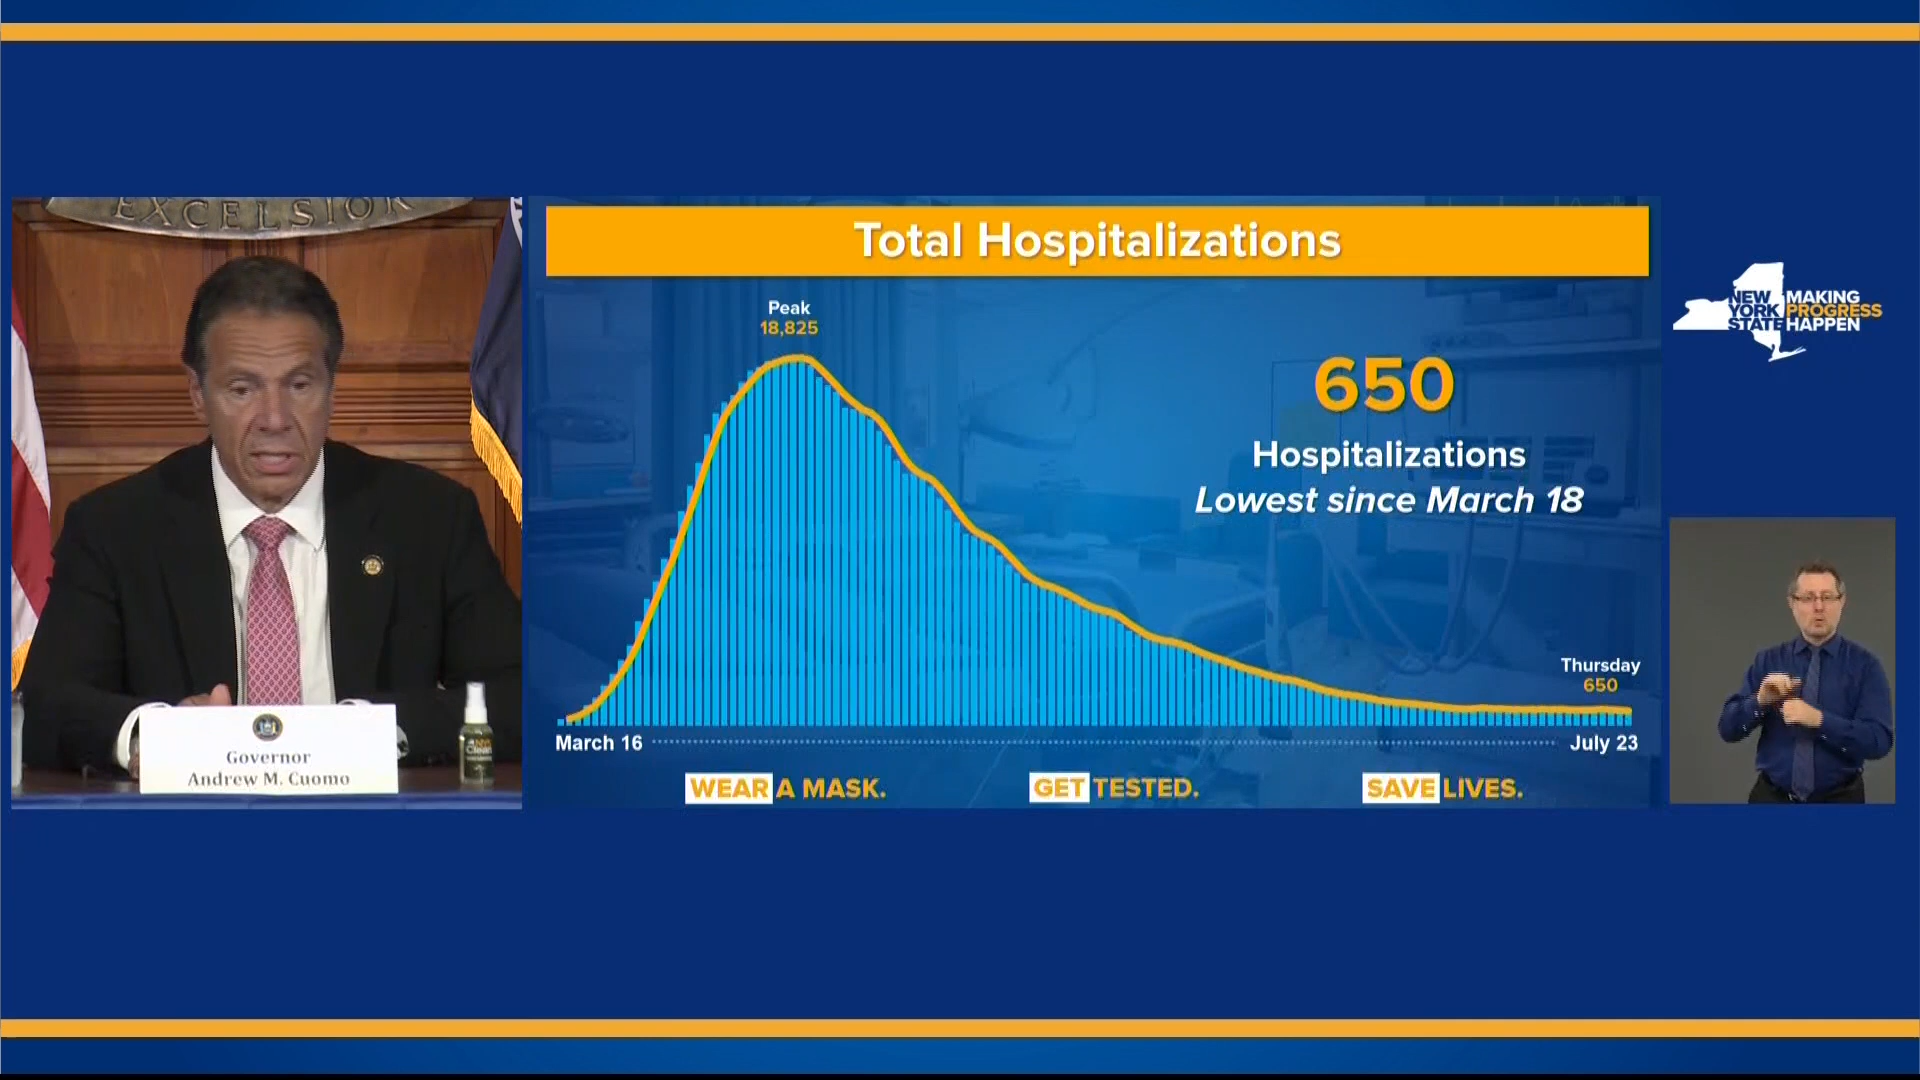 EXCELSIOR
Governor
Andrew M. Cuomo
Total Hospitalizations
Peak
18,825
650
Hospitalizations
Lowest since March 18
Thursday
650
March 16
July 23
WEAR A MASK.
GET TESTED.
SAVE LIVES.
NEW YORK STATE
MAKING PROGRESS HAPPEN